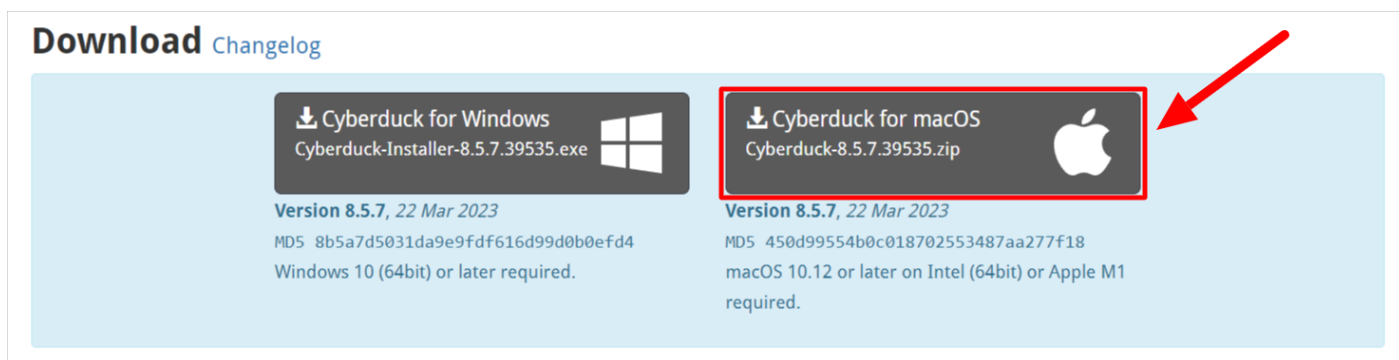 Download Changelog
Cyberduck for Windows
Cyberduck-Installer-8.5.7.39535.exe
Version 8.5.7, 22 Mar 2023
MD5 8b5a7d5031da9e9fdf616d99d0b0efd4
Windows 10 (64bit) or later required.
Cyberduck for macOS
Cyberduck-8.5.7.39535.zip
Version 8.5.7, 22 Mar 2023
MD5 450d99554b0c018702553487aa277f18
macOS 10.12 or later on Intel (64bit) or Apple M1
required.